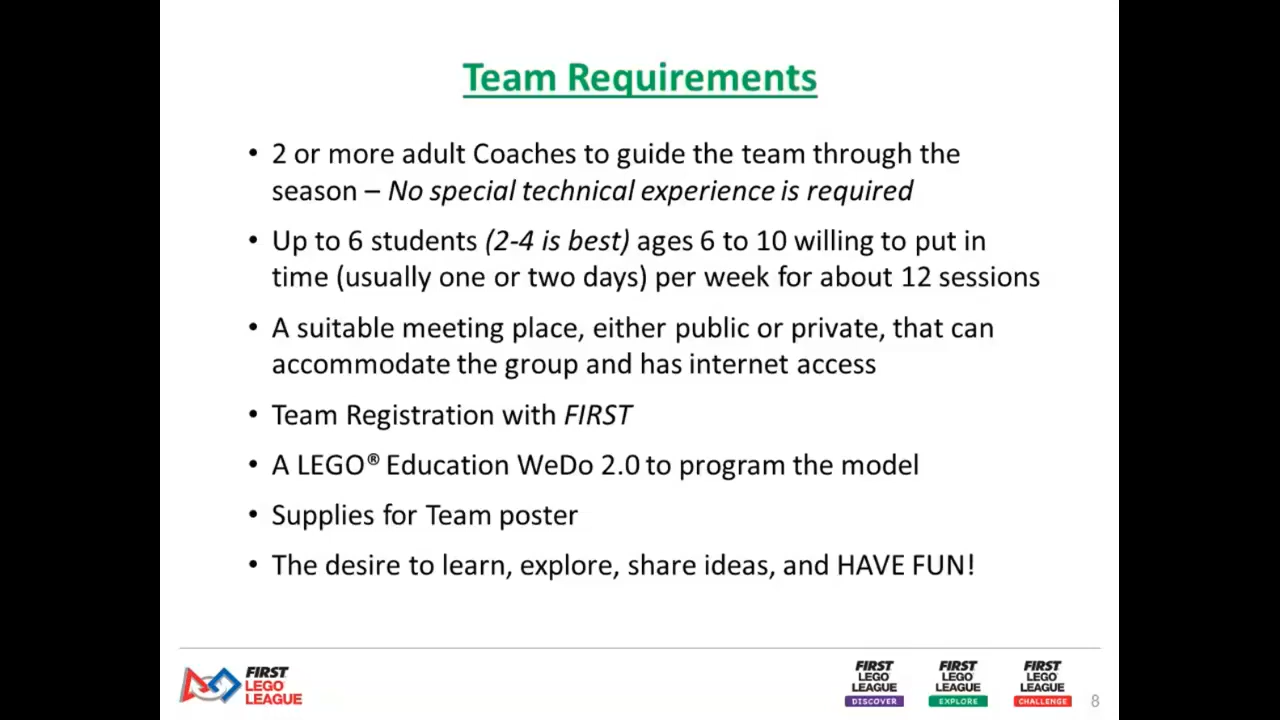 Team Requirements
• 2 or more adult Coaches to guide the team through the
season – No special technical experience is required
• Up to 6 students (2-4 is best) ages 6 to 10 willing to put in
time (usually one or two days) per week for about 12 sessions
• A suitable meeting place, either public or private, that can
accommodate the group and has internet access
• Team Registration with FIRST
• A LEGO® Education WeDo 2.0 to program the model
• Supplies for Team poster
• The desire to learn, explore, share ideas, and HAVE FUN!
FIRST
LEGO
LEAGUE
FIRST
LEGO
LEAGUE
DISCOVER
FIRST
LEGO
LEAGUE
EXPLORE
FIRST
LEGO
LEAGUE
CHALLENGE
8